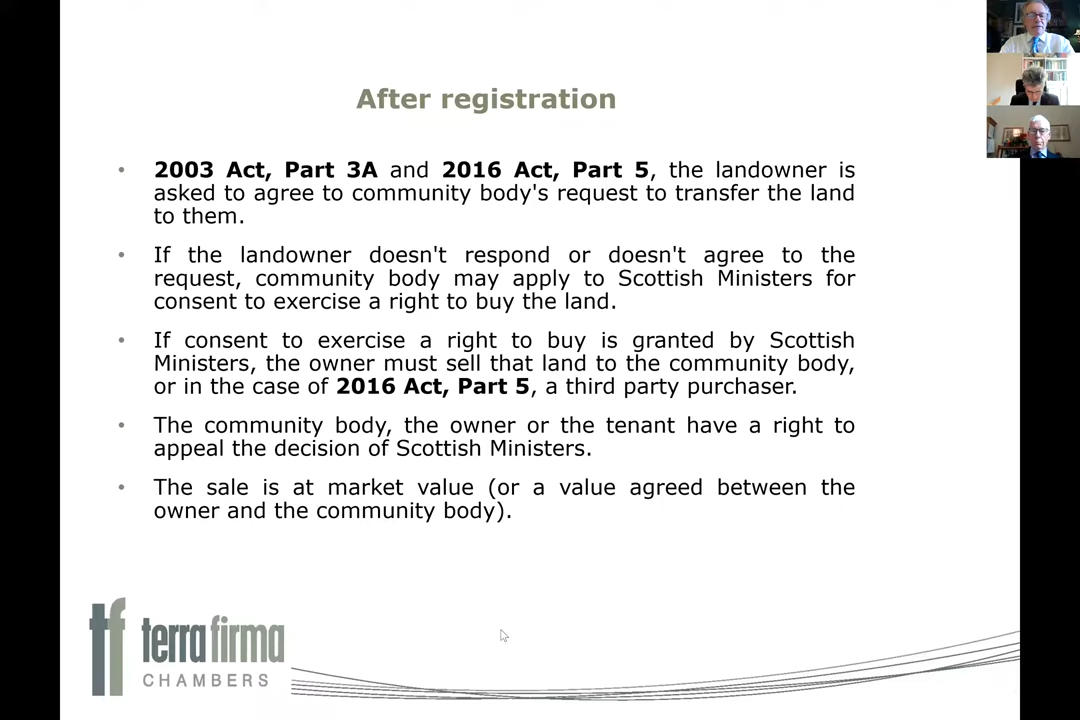 After registration
• 2003 Act, Part 3A and 2016 Act, Part 5, the landowner is
asked to agree to community body's request to transfer the land
to them.
• If the landowner doesn't respond or doesn't agree to the
request, community body may apply to Scottish Ministers for
consent to exercise a right to buy the land.
• If consent to exercise a right to buy is granted by Scottish
Ministers, the owner must sell that land to the community body,
or in the case of 2016 Act, Part 5, a third party purchaser.
• The community body, the owner or the tenant have a right to
appeal the decision of Scottish Ministers.
• The sale is at market value (or a value agreed between the
owner and the community body).
tf terra firma
CHAMBERS